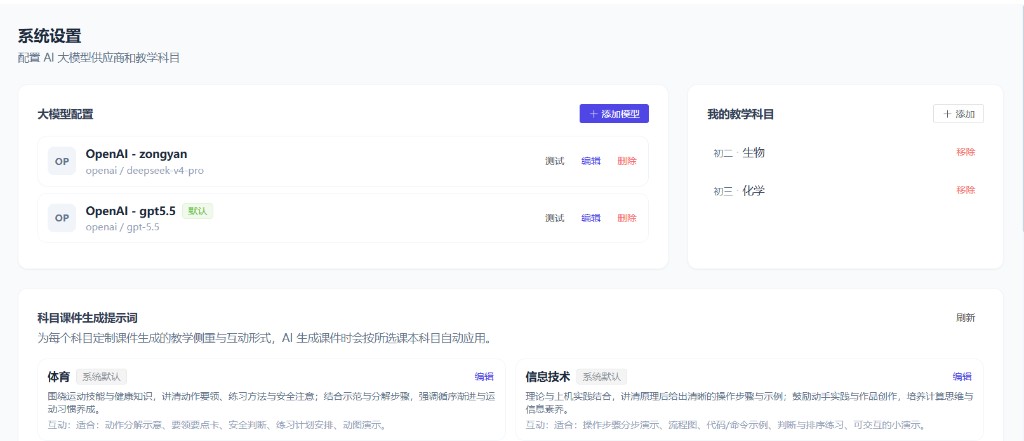 系统设置
配置 AI 大模型供应商和教学科目
大模型配置
＋ 添加模型
OP
OpenAI - zongyan
openai / deepseek-v4-pro
测试 编辑 删除
OP
OpenAI - gpt5.5 默认
openai / gpt-5.5
测试 编辑 删除
我的教学科目
＋ 添加
初二 · 生物 移除
初三 · 化学 移除
科目课件生成提示词
刷新
为每个科目定制课件生成的教学侧重与互动形式，AI 生成课件时会按所选课本科目自动应用。
体育 系统默认 编辑
围绕运动技能与健康知识，讲清动作要领、练习方法与安全注意；结合示范与分解步骤，强调循序渐进与运
动习惯养成。
互动：适合：动作分解示意、要领要点卡、安全判断、练习计划安排、动图演示。
信息技术 系统默认 编辑
理论与上机实践结合，讲清原理后给出清晰的操作步骤与示例；鼓励动手实践与作品创作，培养计算思维与
信息素养。
互动：适合：操作步骤分步演示、流程图、代码/命令示例、判断与排序练习、可交互的小演示。